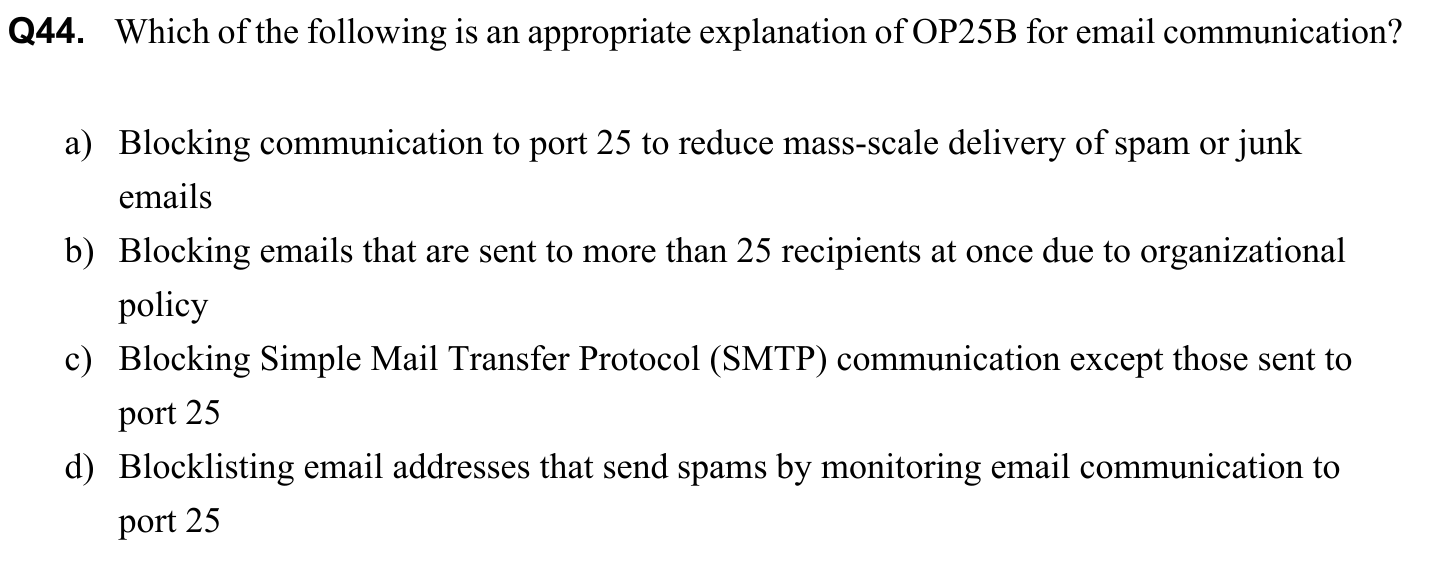 Q44. Which of the following is an appropriate explanation of OP25B for email communication?
a) Blocking communication to port 25 to reduce mass-scale delivery of spam or junk
emails
b) Blocking emails that are sent to more than 25 recipients at once due to organizational
policy
c) Blocking Simple Mail Transfer Protocol (SMTP) communication except those sent to
port 25
d) Blocklisting email addresses that send spams by monitoring email communication to
port 25